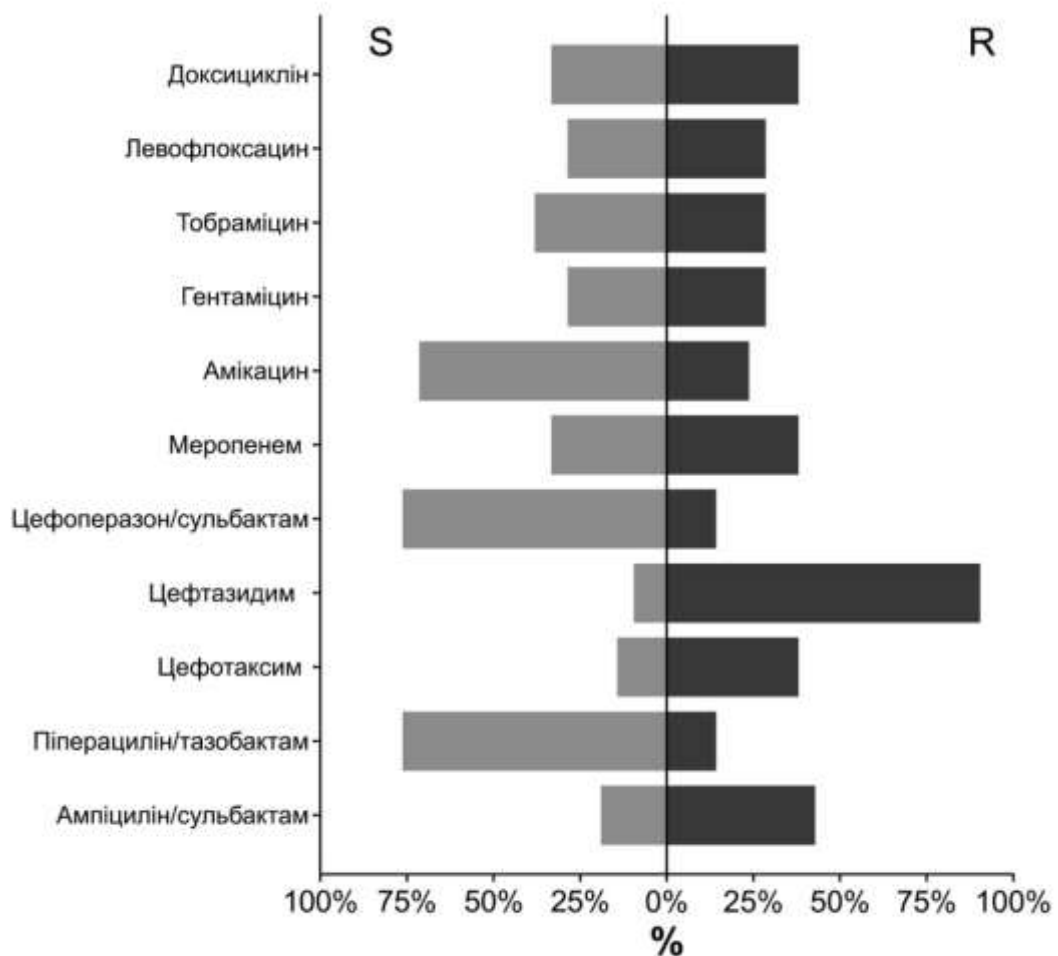 S R
Доксициклін
Левофлоксацин
Тобраміцин
Гентаміцин
Амікацин
Меропенем
Цефоперазон/сульбактам
Цефтазидим
Цефотаксим
Піперацилін/тазобактам
Ампіцилін/сульбактам
100% 75% 50% 25% 0% 25% 50% 75% 100%
%